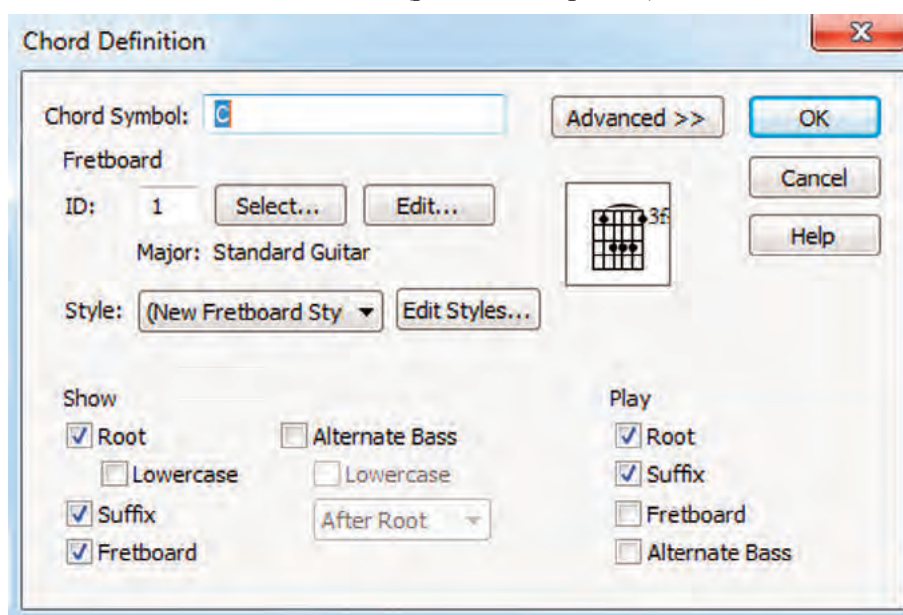 Chord Definition
Chord Symbol: C Advanced >> OK
Fretboard
Cancel
ID: 1 Select... Edit...
3f
Help
Major: Standard Guitar
Style: (New Fretboard Sty Edit Styles...
Show Play
Root Alternate Bass Root
Lowercase Lowercase Suffix
Suffix After Root Fretboard
Fretboard Alternate Bass